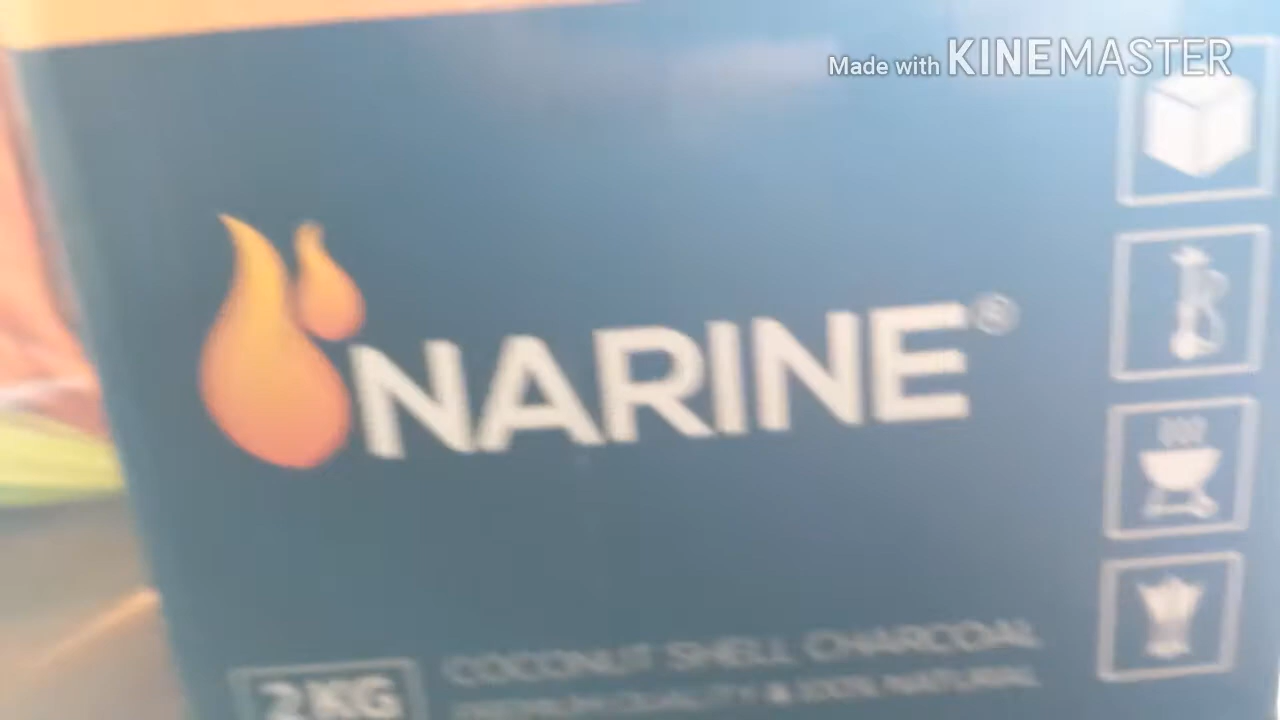 Made with KINEMASTER
NARINE®
2KG
COCONUT SHELL CHARCOAL
PREMIUM QUALITY & 100% NATURAL